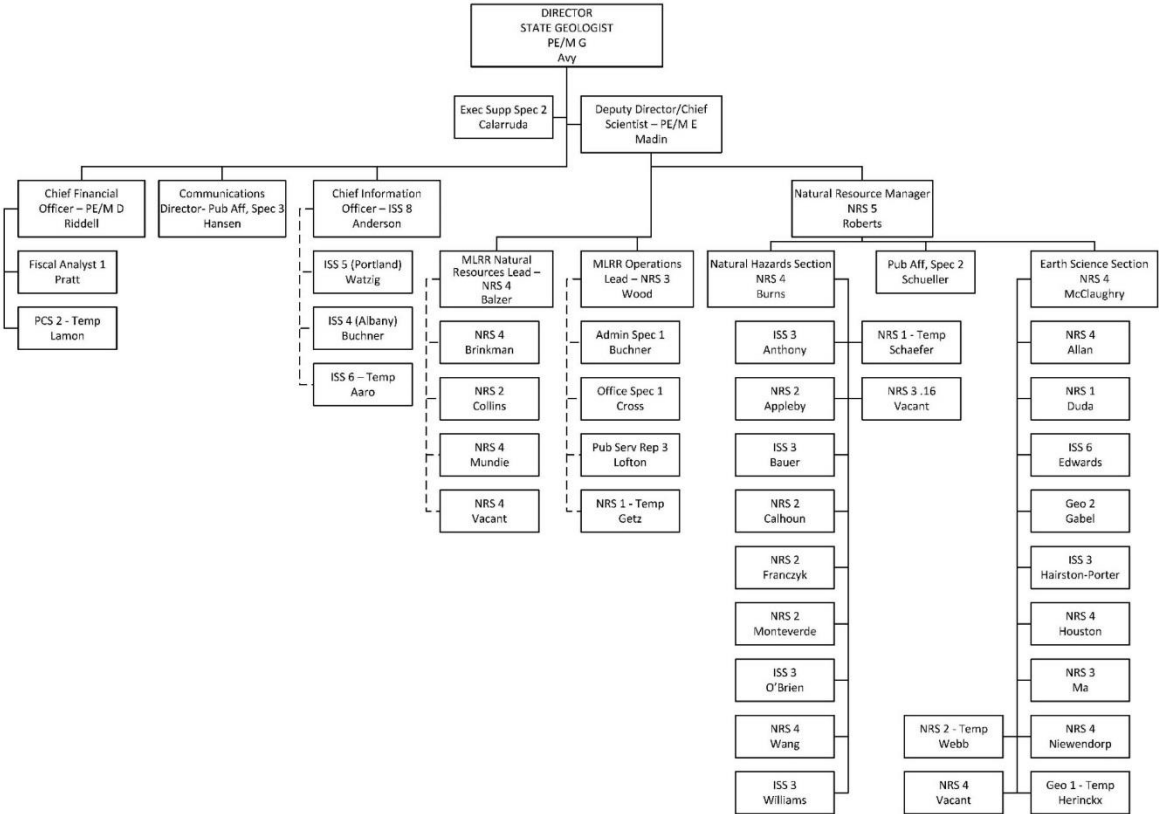 DIRECTOR
STATE GEOLOGIST
PE/M G
Avy
Exec Supp Spec 2
Calarruda
Deputy Director/Chief
Scientist – PE/M E
Madin
Chief Financial
Officer – PE/M D
Riddell
Fiscal Analyst 1
Pratt
PCS 2 - Temp
Lamon
Communications
Director- Pub Aff, Spec 3
Hansen
Chief Information
Officer – ISS 8
Anderson
ISS 5 (Portland)
Watzig
ISS 4 (Albany)
Buchner
ISS 6 – Temp
Aaro
MLRR Natural
Resources Lead –
NRS 4
Balzer
NRS 4
Brinkman
NRS 2
Collins
NRS 4
Mundie
NRS 4
Vacant
MLRR Operations
Lead – NRS 3
Wood
Admin Spec 1
Buchner
Office Spec 1
Cross
Pub Serv Rep 3
Lofton
NRS 1 - Temp
Getz
Natural Resource Manager
NRS 5
Roberts
Natural Hazards Section
NRS 4
Burns
ISS 3
Anthony
NRS 2
Appleby
ISS 3
Bauer
NRS 2
Calhoun
NRS 2
Franczyk
NRS 2
Monteverde
ISS 3
O'Brien
NRS 4
Wang
ISS 3
Williams
NRS 1 - Temp
Schaefer
NRS 3 .16
Vacant
Pub Aff, Spec 2
Schueller
Earth Science Section
NRS 4
McClaughry
NRS 4
Allan
NRS 1
Duda
ISS 6
Edwards
Geo 2
Gabel
ISS 3
Hairston-Porter
NRS 4
Houston
NRS 3
Ma
NRS 2 - Temp
Webb
NRS 4
Niewendorp
NRS 4
Vacant
Geo 1 - Temp
Herinckx